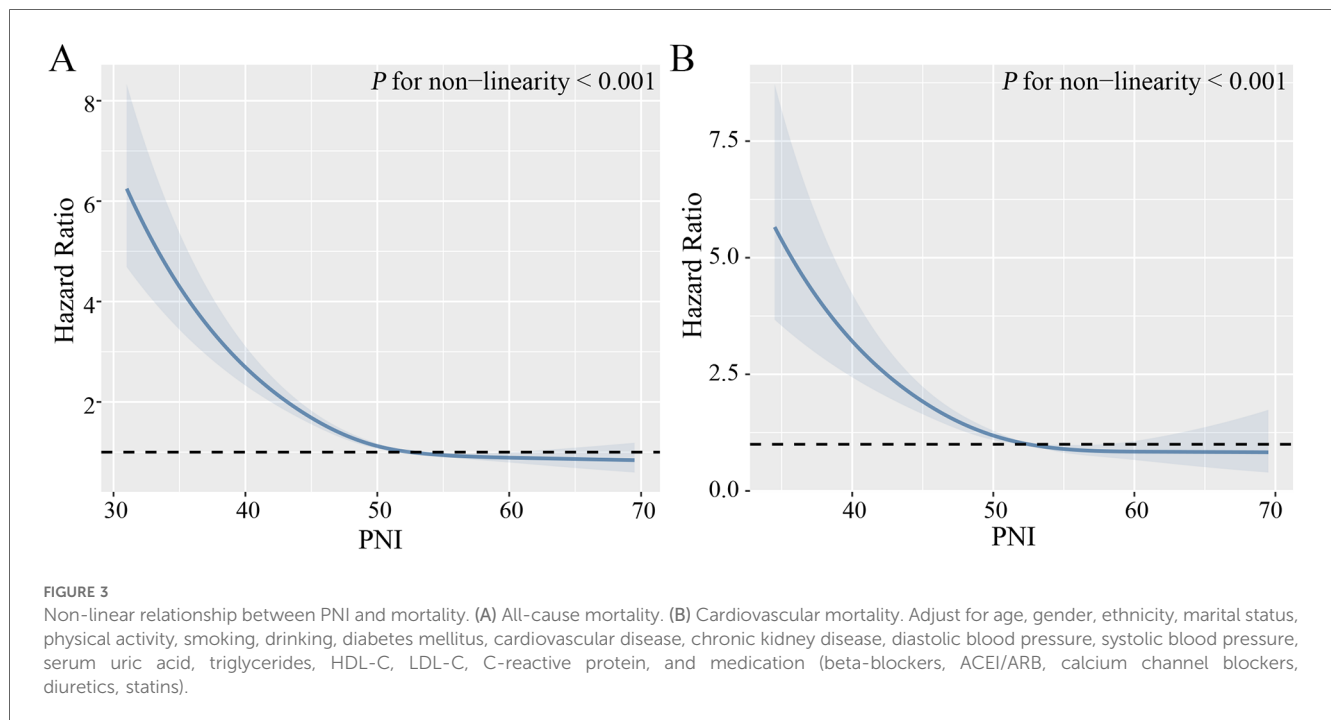 A
P for non−linearity < 0.001
8
6
4
2
Hazard Ratio
30 40 50 60 70
PNI
B
P for non−linearity < 0.001
7.5
5.0
2.5
0.0
Hazard Ratio
40 50 60 70
PNI
FIGURE 3
Non-linear relationship between PNI and mortality. (A) All-cause mortality. (B) Cardiovascular mortality. Adjust for age, gender, ethnicity, marital status,
physical activity, smoking, drinking, diabetes mellitus, cardiovascular disease, chronic kidney disease, diastolic blood pressure, systolic blood pressure,
serum uric acid, triglycerides, HDL-C, LDL-C, C-reactive protein, and medication (beta-blockers, ACEI/ARB, calcium channel blockers,
diuretics, statins).